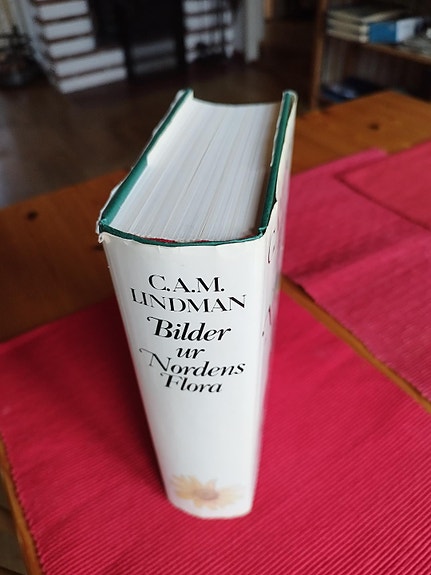 C.A.M.
LINDMAN
Bilder
ur
Nordens
Flora